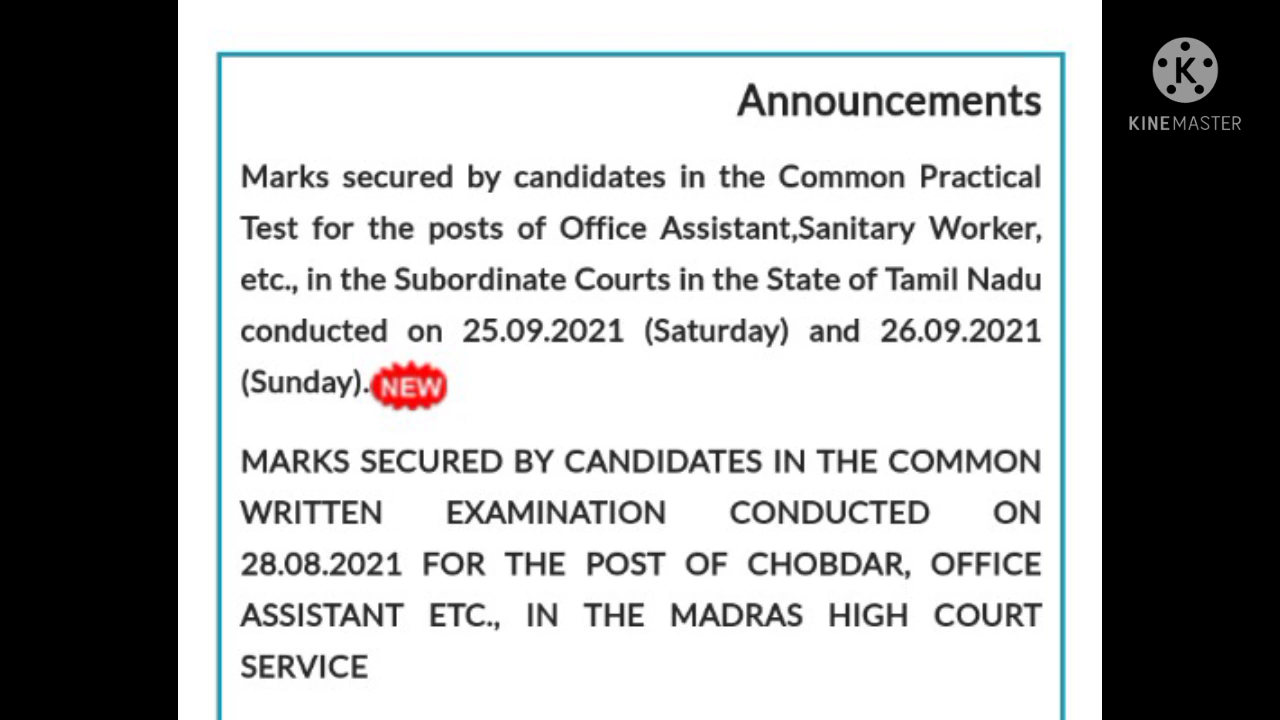 Announcements
K
KINEMASTER
Marks secured by candidates in the Common Practical
Test for the posts of Office Assistant,Sanitary Worker,
etc., in the Subordinate Courts in the State of Tamil Nadu
conducted on 25.09.2021 (Saturday) and 26.09.2021
(Sunday). NEW
MARKS SECURED BY CANDIDATES IN THE COMMON
WRITTEN EXAMINATION CONDUCTED ON
28.08.2021 FOR THE POST OF CHOBDAR, OFFICE
ASSISTANT ETC., IN THE MADRAS HIGH COURT
SERVICE